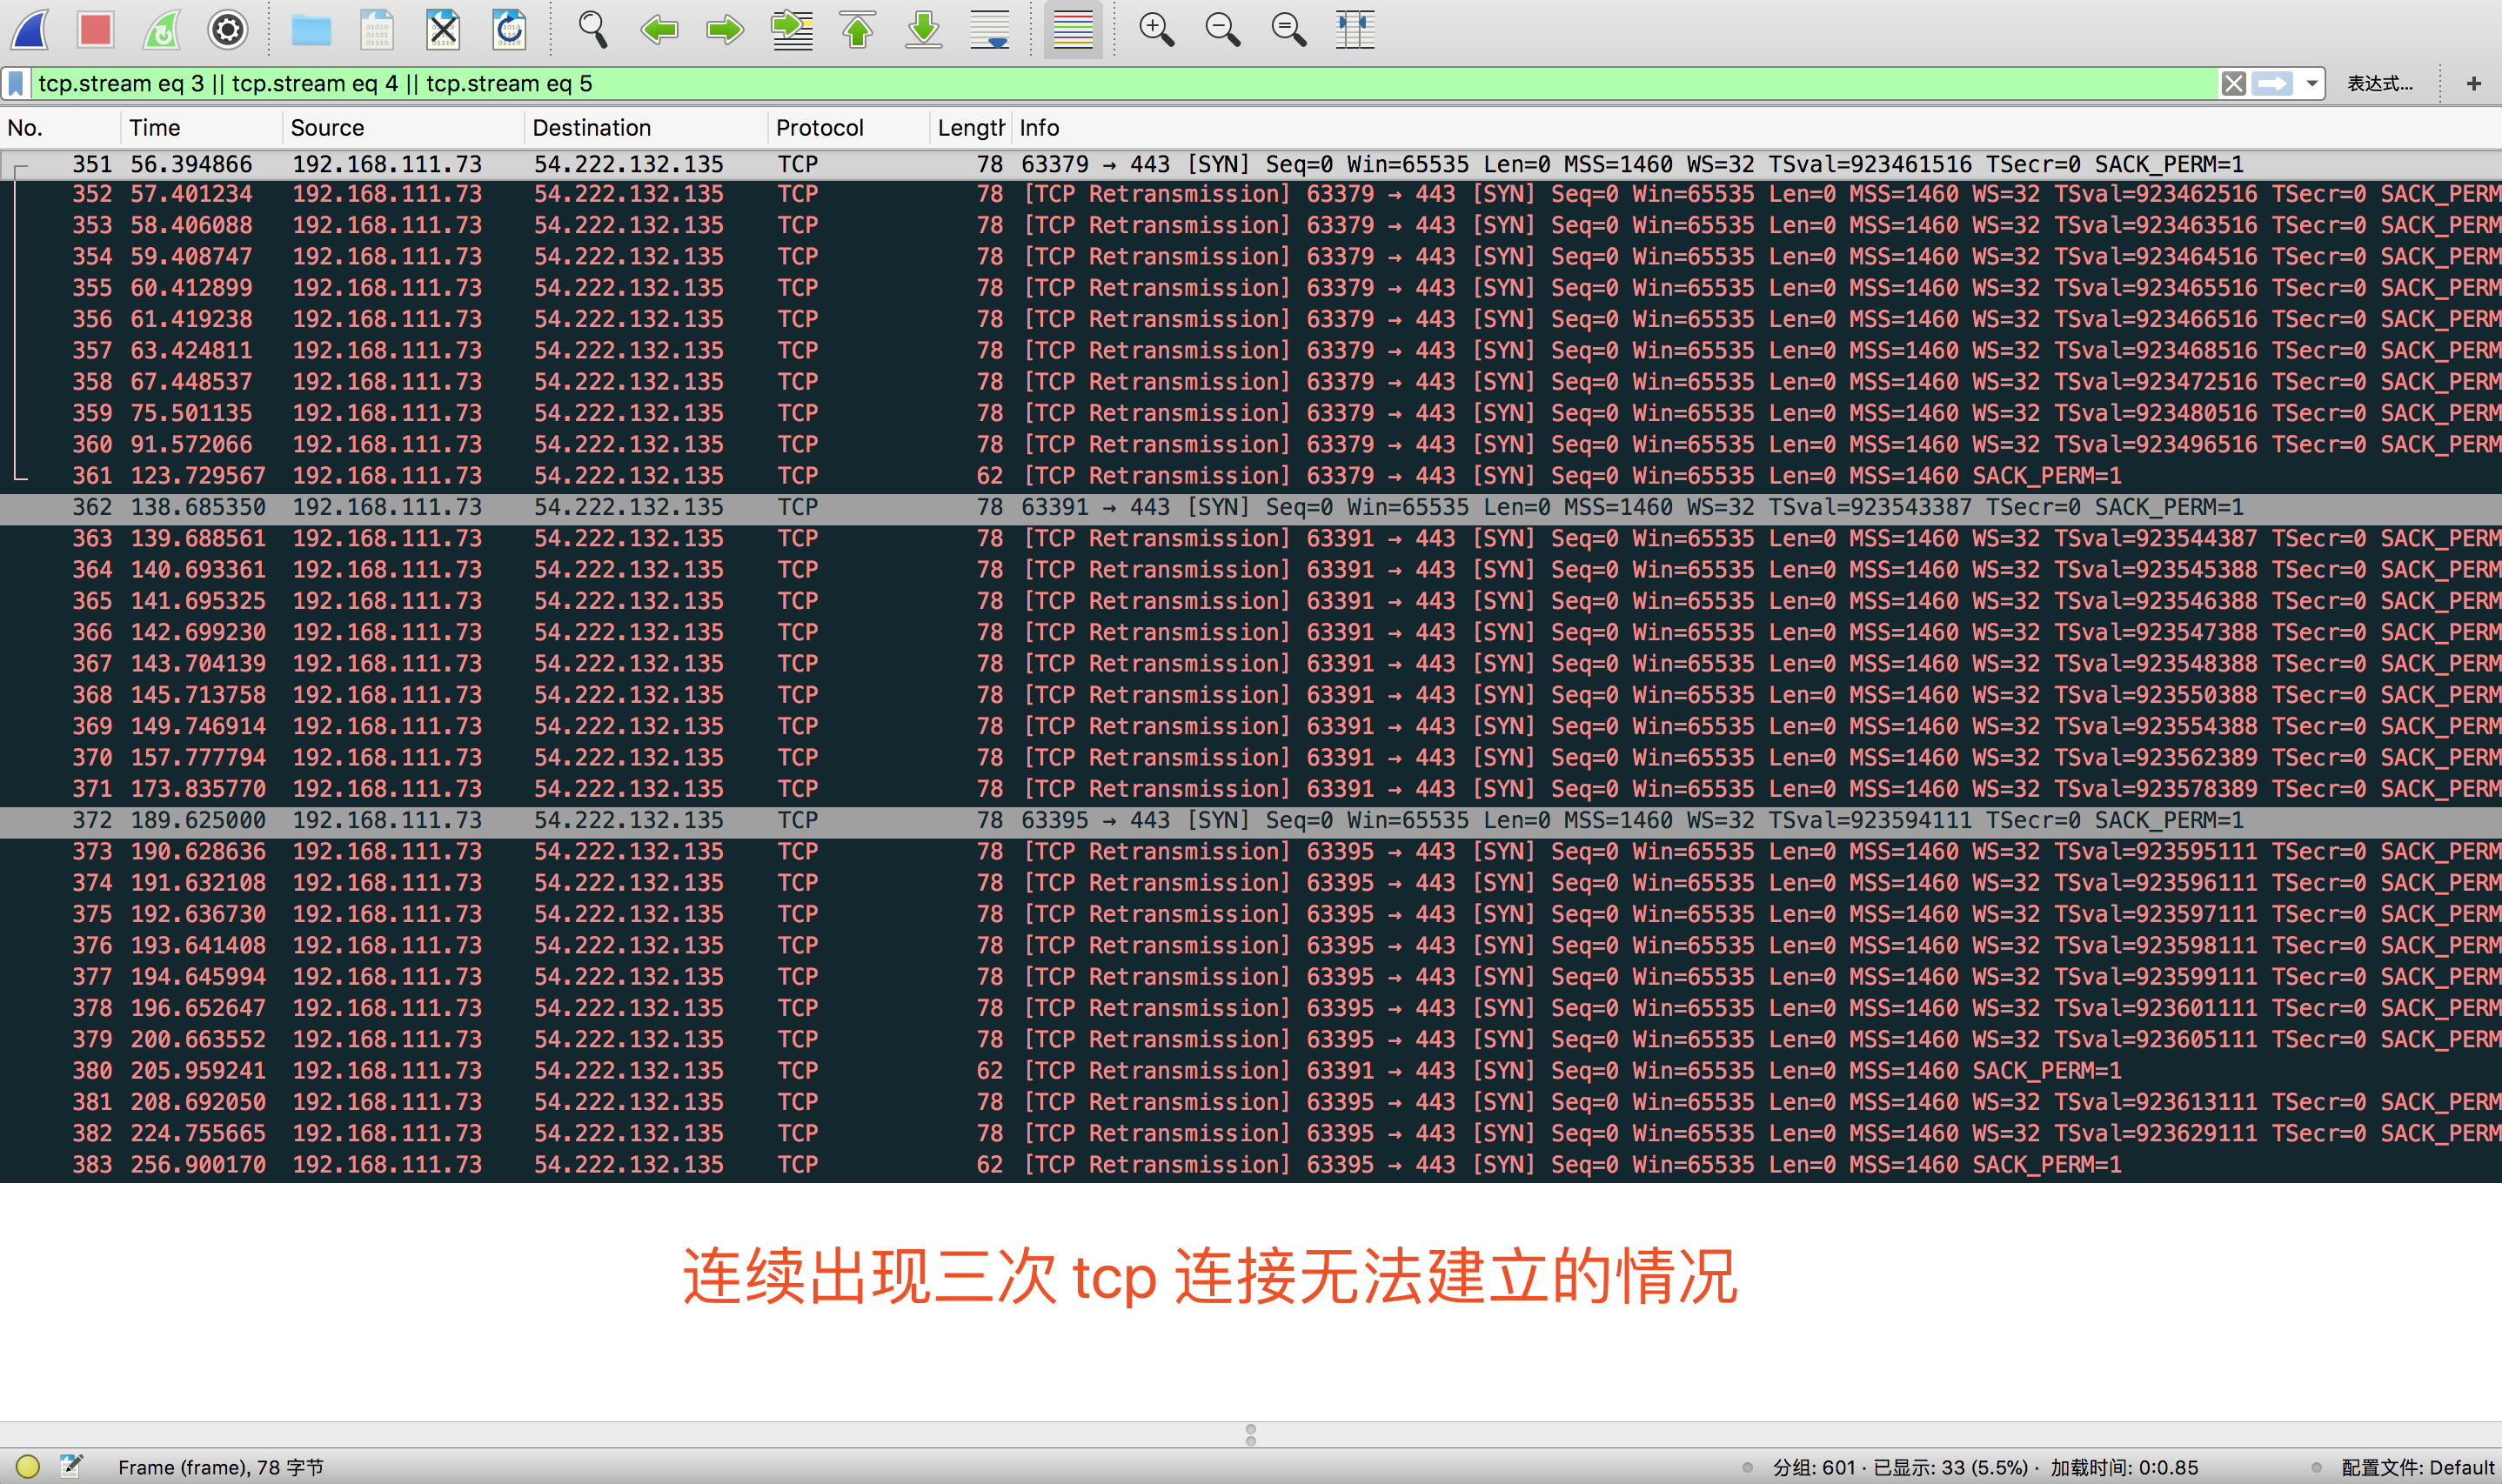 tcp.stream eq 3 || tcp.stream eq 4 || tcp.stream eq 5 表达式… +
No. Time Source Destination Protocol Length Info
351 56.394866 192.168.111.73 54.222.132.135 TCP 78 63379 → 443 [SYN] Seq=0 Win=65535 Len=0 MSS=1460 WS=32 TSval=923461516 TSecr=0 SACK_PERM=1
352 57.401234 192.168.111.73 54.222.132.135 TCP 78 [TCP Retransmission] 63379 → 443 [SYN] Seq=0 Win=65535 Len=0 MSS=1460 WS=32 TSval=923462516 TSecr=0 SACK_PERM
353 58.406088 192.168.111.73 54.222.132.135 TCP 78 [TCP Retransmission] 63379 → 443 [SYN] Seq=0 Win=65535 Len=0 MSS=1460 WS=32 TSval=923463516 TSecr=0 SACK_PERM
354 59.408747 192.168.111.73 54.222.132.135 TCP 78 [TCP Retransmission] 63379 → 443 [SYN] Seq=0 Win=65535 Len=0 MSS=1460 WS=32 TSval=923464516 TSecr=0 SACK_PERM
355 60.412899 192.168.111.73 54.222.132.135 TCP 78 [TCP Retransmission] 63379 → 443 [SYN] Seq=0 Win=65535 Len=0 MSS=1460 WS=32 TSval=923465516 TSecr=0 SACK_PERM
356 61.419238 192.168.111.73 54.222.132.135 TCP 78 [TCP Retransmission] 63379 → 443 [SYN] Seq=0 Win=65535 Len=0 MSS=1460 WS=32 TSval=923466516 TSecr=0 SACK_PERM
357 63.424811 192.168.111.73 54.222.132.135 TCP 78 [TCP Retransmission] 63379 → 443 [SYN] Seq=0 Win=65535 Len=0 MSS=1460 WS=32 TSval=923468516 TSecr=0 SACK_PERM
358 67.448537 192.168.111.73 54.222.132.135 TCP 78 [TCP Retransmission] 63379 → 443 [SYN] Seq=0 Win=65535 Len=0 MSS=1460 WS=32 TSval=923472516 TSecr=0 SACK_PERM
359 75.501135 192.168.111.73 54.222.132.135 TCP 78 [TCP Retransmission] 63379 → 443 [SYN] Seq=0 Win=65535 Len=0 MSS=1460 WS=32 TSval=923480516 TSecr=0 SACK_PERM
360 91.572066 192.168.111.73 54.222.132.135 TCP 78 [TCP Retransmission] 63379 → 443 [SYN] Seq=0 Win=65535 Len=0 MSS=1460 WS=32 TSval=923496516 TSecr=0 SACK_PERM
361 123.729567 192.168.111.73 54.222.132.135 TCP 62 [TCP Retransmission] 63379 → 443 [SYN] Seq=0 Win=65535 Len=0 MSS=1460 SACK_PERM=1
362 138.685350 192.168.111.73 54.222.132.135 TCP 78 63391 → 443 [SYN] Seq=0 Win=65535 Len=0 MSS=1460 WS=32 TSval=923543387 TSecr=0 SACK_PERM=1
363 139.688561 192.168.111.73 54.222.132.135 TCP 78 [TCP Retransmission] 63391 → 443 [SYN] Seq=0 Win=65535 Len=0 MSS=1460 WS=32 TSval=923544387 TSecr=0 SACK_PERM
364 140.693361 192.168.111.73 54.222.132.135 TCP 78 [TCP Retransmission] 63391 → 443 [SYN] Seq=0 Win=65535 Len=0 MSS=1460 WS=32 TSval=923545388 TSecr=0 SACK_PERM
365 141.695325 192.168.111.73 54.222.132.135 TCP 78 [TCP Retransmission] 63391 → 443 [SYN] Seq=0 Win=65535 Len=0 MSS=1460 WS=32 TSval=923546388 TSecr=0 SACK_PERM
366 142.699230 192.168.111.73 54.222.132.135 TCP 78 [TCP Retransmission] 63391 → 443 [SYN] Seq=0 Win=65535 Len=0 MSS=1460 WS=32 TSval=923547388 TSecr=0 SACK_PERM
367 143.704139 192.168.111.73 54.222.132.135 TCP 78 [TCP Retransmission] 63391 → 443 [SYN] Seq=0 Win=65535 Len=0 MSS=1460 WS=32 TSval=923548388 TSecr=0 SACK_PERM
368 145.713758 192.168.111.73 54.222.132.135 TCP 78 [TCP Retransmission] 63391 → 443 [SYN] Seq=0 Win=65535 Len=0 MSS=1460 WS=32 TSval=923550388 TSecr=0 SACK_PERM
369 149.746914 192.168.111.73 54.222.132.135 TCP 78 [TCP Retransmission] 63391 → 443 [SYN] Seq=0 Win=65535 Len=0 MSS=1460 WS=32 TSval=923554388 TSecr=0 SACK_PERM
370 157.777794 192.168.111.73 54.222.132.135 TCP 78 [TCP Retransmission] 63391 → 443 [SYN] Seq=0 Win=65535 Len=0 MSS=1460 WS=32 TSval=923562389 TSecr=0 SACK_PERM
371 173.835770 192.168.111.73 54.222.132.135 TCP 78 [TCP Retransmission] 63391 → 443 [SYN] Seq=0 Win=65535 Len=0 MSS=1460 WS=32 TSval=923578389 TSecr=0 SACK_PERM
372 189.625000 192.168.111.73 54.222.132.135 TCP 78 63395 → 443 [SYN] Seq=0 Win=65535 Len=0 MSS=1460 WS=32 TSval=923594111 TSecr=0 SACK_PERM=1
373 190.628636 192.168.111.73 54.222.132.135 TCP 78 [TCP Retransmission] 63395 → 443 [SYN] Seq=0 Win=65535 Len=0 MSS=1460 WS=32 TSval=923595111 TSecr=0 SACK_PERM
374 191.632108 192.168.111.73 54.222.132.135 TCP 78 [TCP Retransmission] 63395 → 443 [SYN] Seq=0 Win=65535 Len=0 MSS=1460 WS=32 TSval=923596111 TSecr=0 SACK_PERM
375 192.636730 192.168.111.73 54.222.132.135 TCP 78 [TCP Retransmission] 63395 → 443 [SYN] Seq=0 Win=65535 Len=0 MSS=1460 WS=32 TSval=923597111 TSecr=0 SACK_PERM
376 193.641408 192.168.111.73 54.222.132.135 TCP 78 [TCP Retransmission] 63395 → 443 [SYN] Seq=0 Win=65535 Len=0 MSS=1460 WS=32 TSval=923598111 TSecr=0 SACK_PERM
377 194.645994 192.168.111.73 54.222.132.135 TCP 78 [TCP Retransmission] 63395 → 443 [SYN] Seq=0 Win=65535 Len=0 MSS=1460 WS=32 TSval=923599111 TSecr=0 SACK_PERM
378 196.652647 192.168.111.73 54.222.132.135 TCP 78 [TCP Retransmission] 63395 → 443 [SYN] Seq=0 Win=65535 Len=0 MSS=1460 WS=32 TSval=923601111 TSecr=0 SACK_PERM
379 200.663552 192.168.111.73 54.222.132.135 TCP 78 [TCP Retransmission] 63395 → 443 [SYN] Seq=0 Win=65535 Len=0 MSS=1460 WS=32 TSval=923605111 TSecr=0 SACK_PERM
380 205.959241 192.168.111.73 54.222.132.135 TCP 62 [TCP Retransmission] 63391 → 443 [SYN] Seq=0 Win=65535 Len=0 MSS=1460 SACK_PERM=1
381 208.692050 192.168.111.73 54.222.132.135 TCP 78 [TCP Retransmission] 63395 → 443 [SYN] Seq=0 Win=65535 Len=0 MSS=1460 WS=32 TSval=923613111 TSecr=0 SACK_PERM
382 224.755665 192.168.111.73 54.222.132.135 TCP 78 [TCP Retransmission] 63395 → 443 [SYN] Seq=0 Win=65535 Len=0 MSS=1460 WS=32 TSval=923629111 TSecr=0 SACK_PERM
383 256.900170 192.168.111.73 54.222.132.135 TCP 62 [TCP Retransmission] 63395 → 443 [SYN] Seq=0 Win=65535 Len=0 MSS=1460 SACK_PERM=1
连续出现三次 tcp 连接无法建立的情况
Frame (frame), 78 字节 分组: 601 · 已显示: 33 (5.5%) · 加载时间: 0:0.85 配置文件: Default